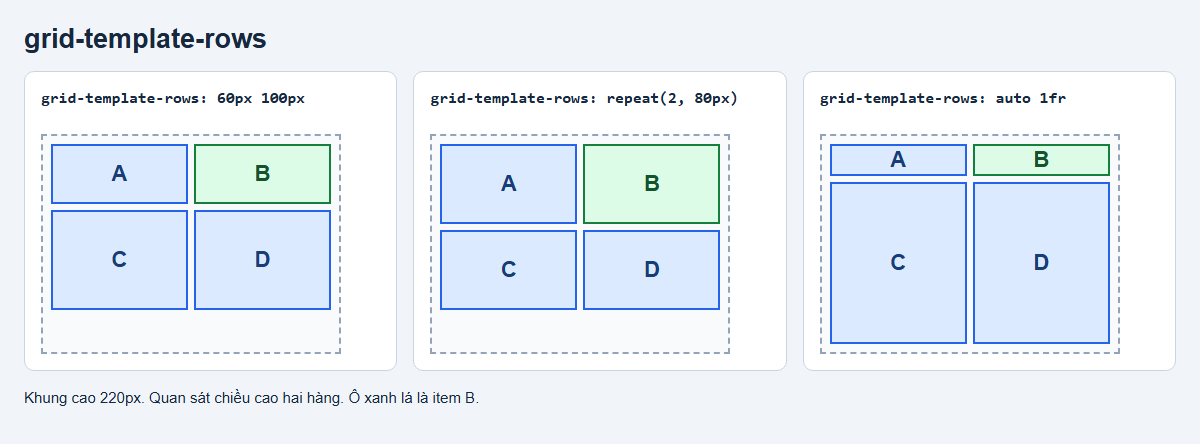 grid-template-rows
grid-template-rows: 60px 100px
A
B
C
D
grid-template-rows: repeat(2, 80px)
A
B
C
D
grid-template-rows: auto 1fr
A
B
C
D
Khung cao 220px. Quan sát chiều cao hai hàng. Ô xanh lá là item B.